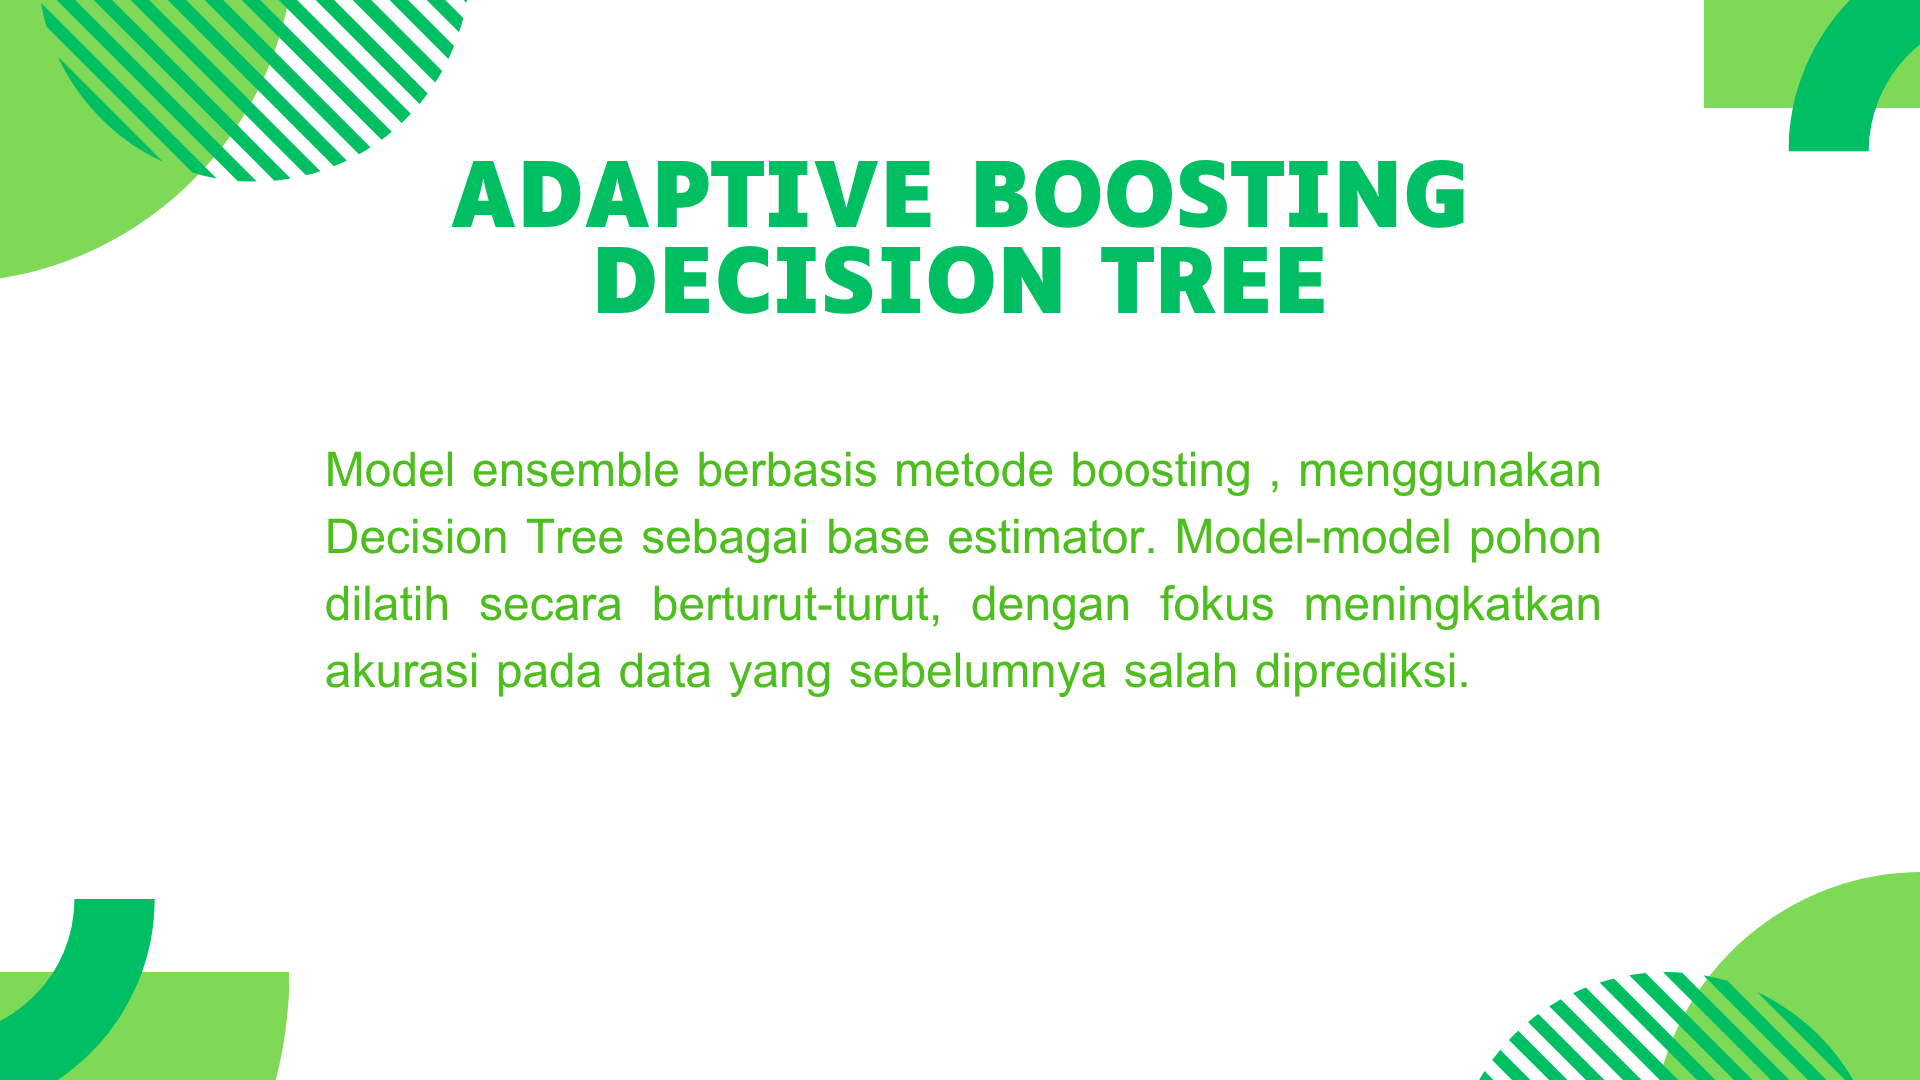 ADAPTIVE BOOSTING
DECISION TREE
Model ensemble berbasis metode boosting , menggunakan
Decision Tree sebagai base estimator. Model-model pohon
dilatih secara berturut-turut, dengan fokus meningkatkan
akurasi pada data yang sebelumnya salah diprediksi.